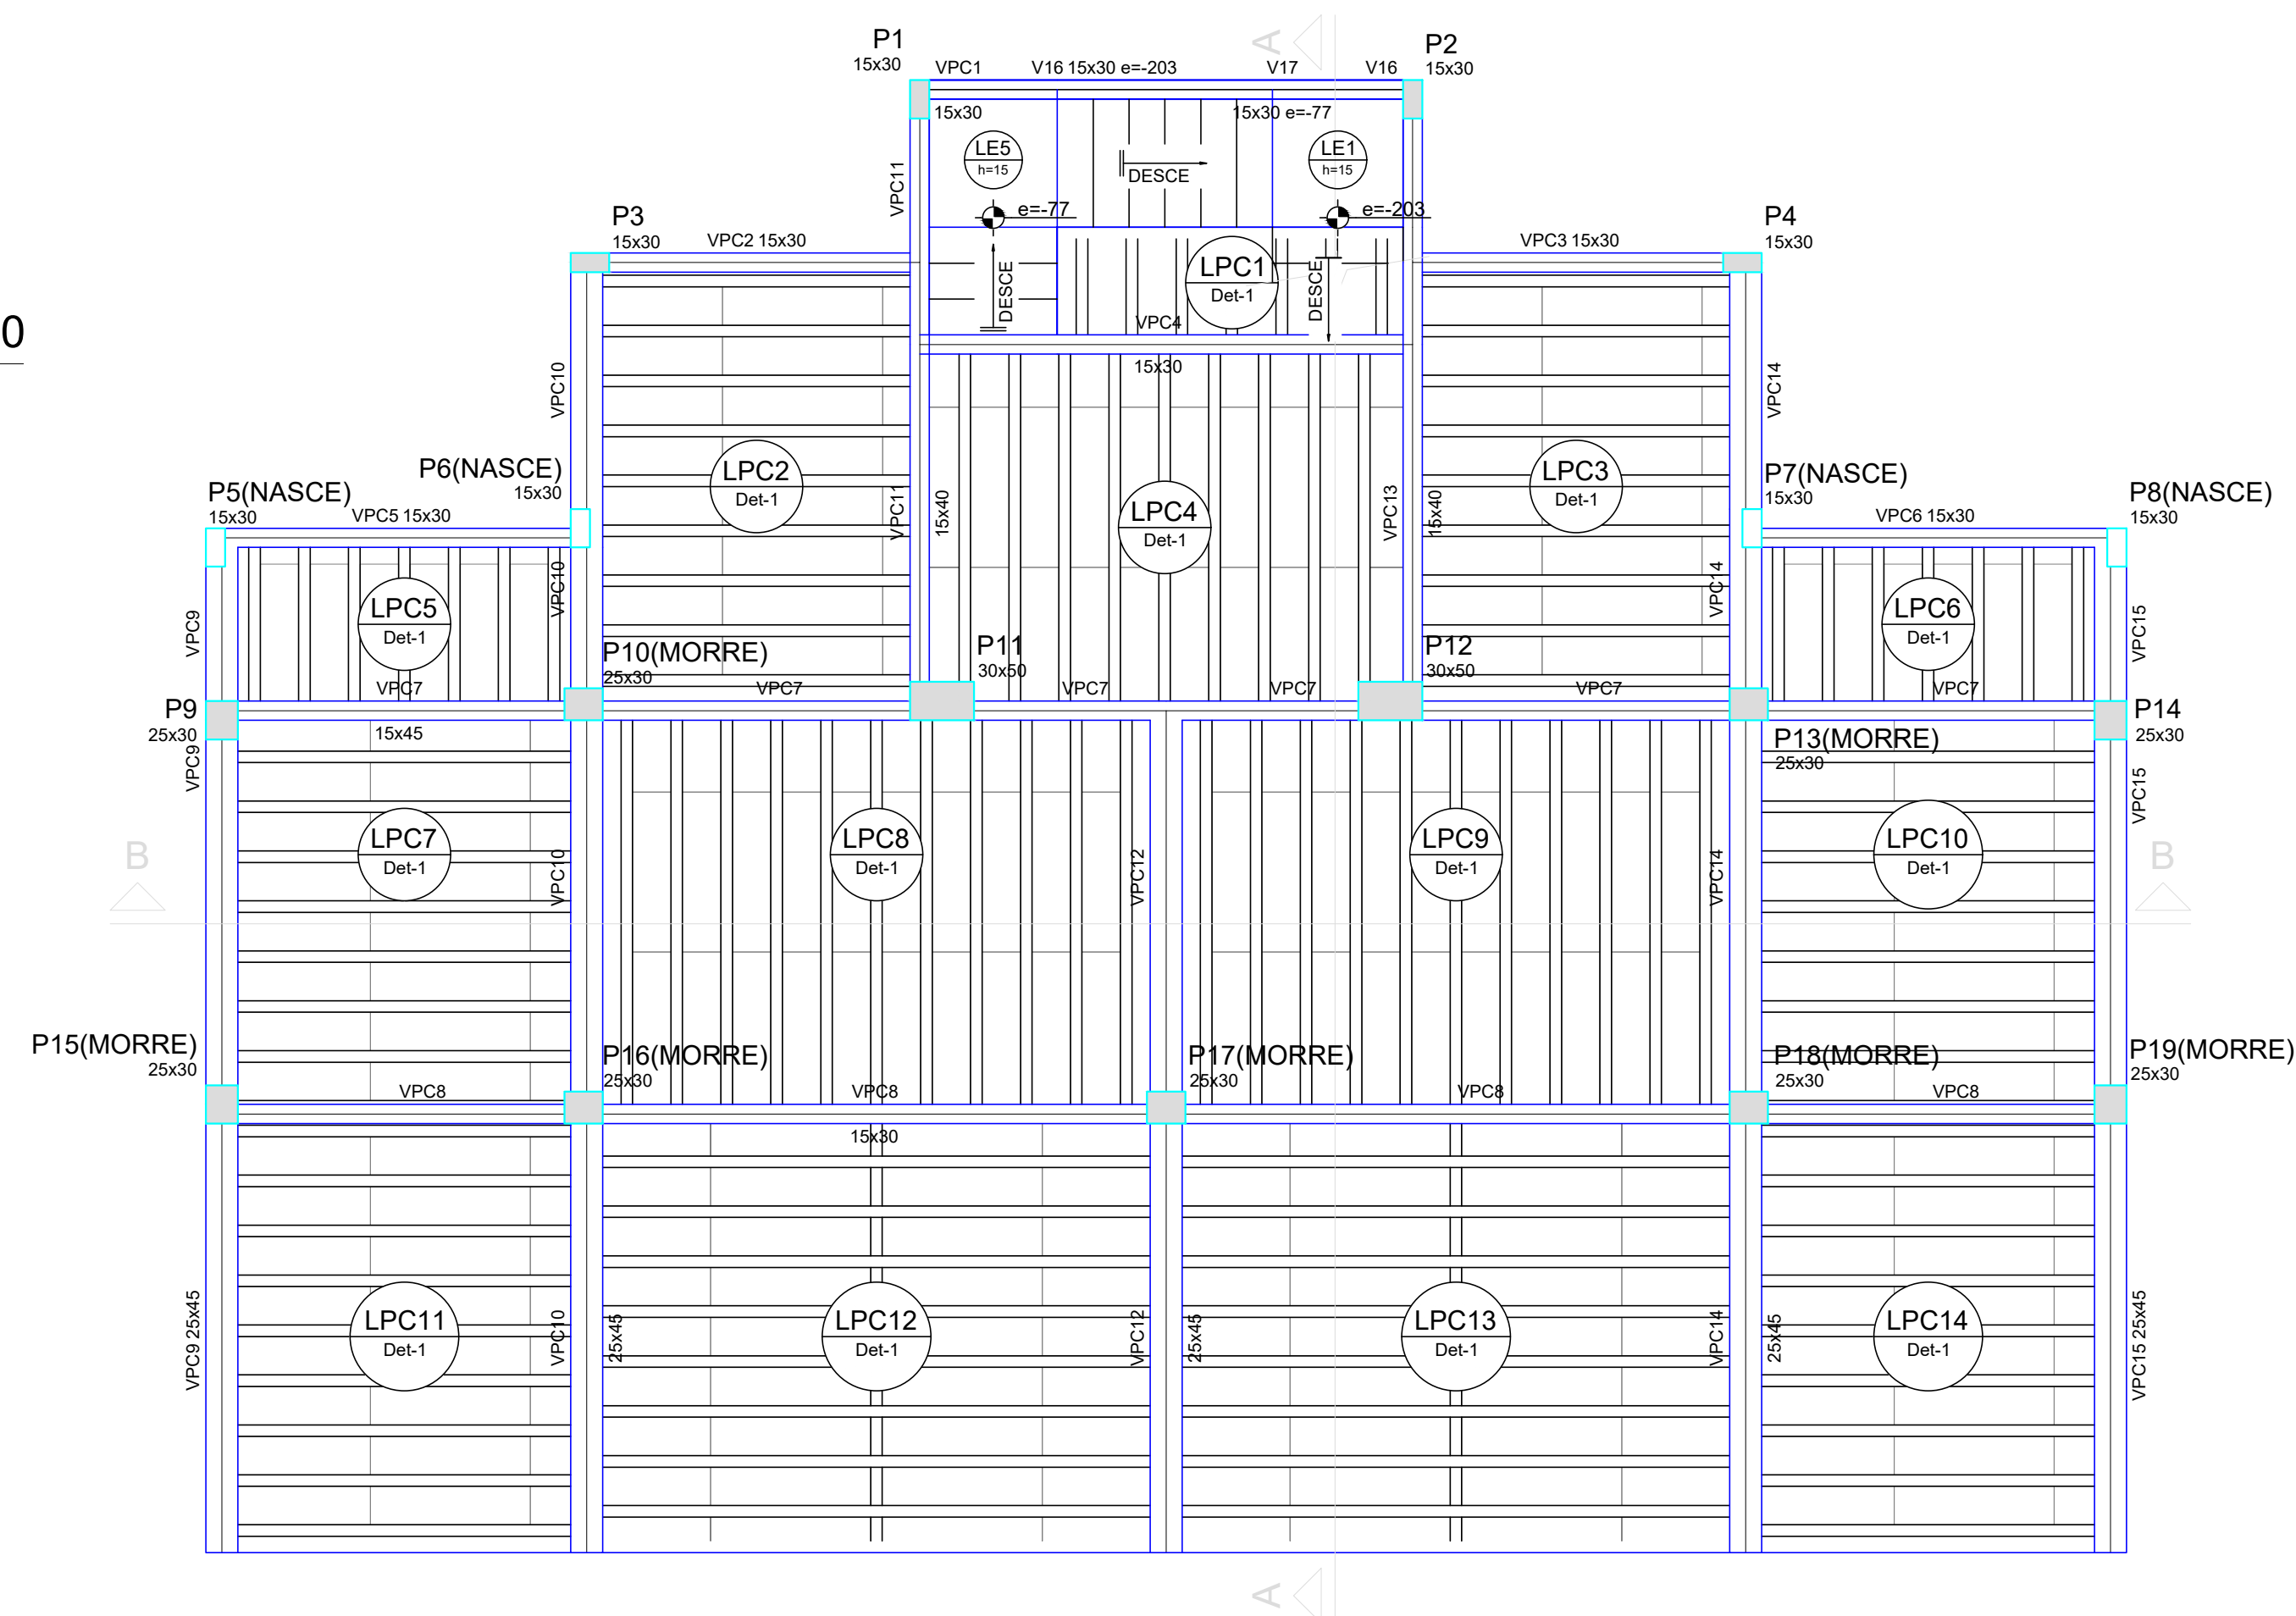 A
P1
15x30
VPC1
V16 15x30 e=-203
V17
V16
P2
15x30
15x30
15x30 e=-77
LE5
h=15
DESCE
LE1
h=15
VPC11
e=-77
e=-203
P3
15x30
VPC2 15x30
VPC3 15x30
P4
15x30
DESCE
LPC1
Det-1
DESCE
0
VPC4
15x30
VPC10
VPC14
P5(NASCE)
15x30
VPC5 15x30
P6(NASCE)
15x30
LPC2
Det-1
VPC11
15x40
LPC4
Det-1
VPC13
15x40
LPC3
Det-1
P7(NASCE)
15x30
VPC6 15x30
P8(NASCE)
15x30
VPC9
LPC5
Det-1
VPC10
VPC14
LPC6
Det-1
VPC15
P10(MORRE)
25x30
P11
30x50
P12
30x50
VPC7
VPC7
VPC7
VPC7
VPC7
VPC7
P9
25x30
15x45
P14
25x30
P13(MORRE)
25x30
VPC9
VPC15
LPC7
Det-1
VPC10
LPC8
Det-1
VPC12
LPC9
Det-1
VPC14
LPC10
Det-1
B
B
P15(MORRE)
25x30
P16(MORRE)
25x30
P17(MORRE)
25x30
P18(MORRE)
25x30
P19(MORRE)
25x30
VPC8
VPC8
VPC8
VPC8
15x30
VPC9 25x45
LPC11
Det-1
VPC10
25x45
LPC12
Det-1
VPC12
25x45
LPC13
Det-1
VPC14
25x45
LPC14
Det-1
VPC15 25x45
A